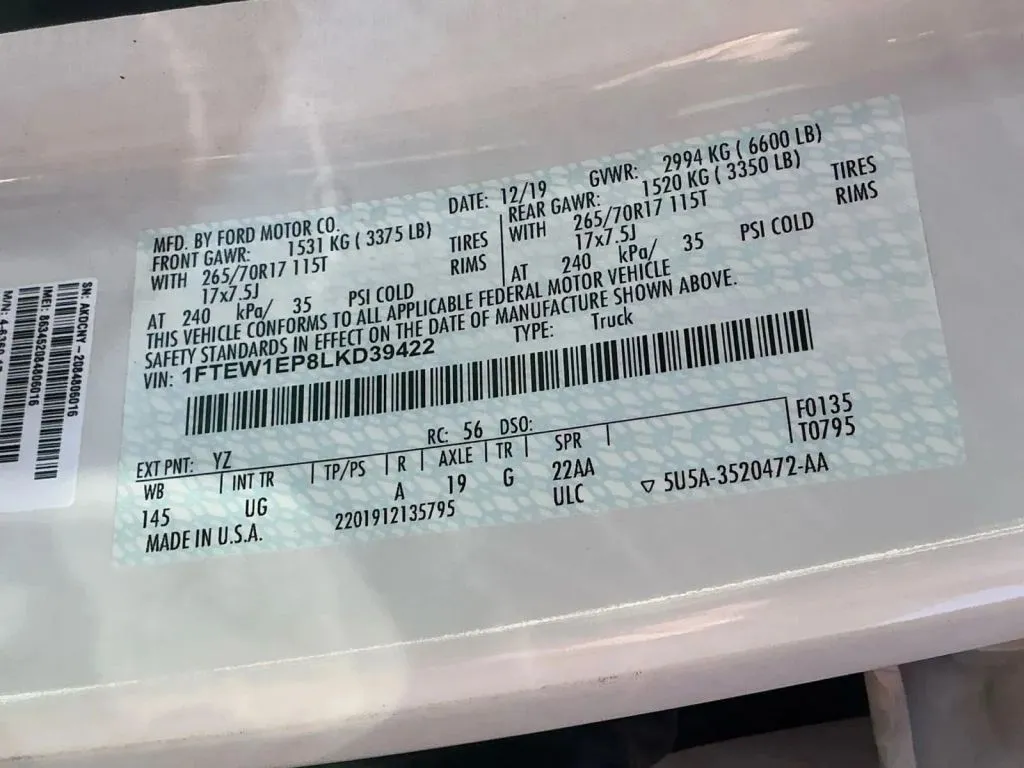 MFD. BY FORD MOTOR CO. DATE: 12/19 GVWR: 2994 KG ( 6600 LB)
FRONT GAWR: 1531 KG ( 3375 LB) REAR GAWR: 1520 KG ( 3350 LB)
WITH 265/70R17 115T TIRES WITH 265/70R17 115T TIRES
17x7.5J RIMS 17x7.5J RIMS
AT 240 kPa/ 35 PSI COLD AT 240 kPa/ 35 PSI COLD
THIS VEHICLE CONFORMS TO ALL APPLICABLE FEDERAL MOTOR VEHICLE
SAFETY STANDARDS IN EFFECT ON THE DATE OF MANUFACTURE SHOWN ABOVE.
VIN: 1FTEW1EP8LKD39422 TYPE: Truck
EXT PNT: YZ RC: 56 DSO: F0135
WB INT TR TP/PS R AXLE TR SPR T0795
145 UG A 19 G 22AA
MADE IN U.S.A. 2201912135795 ULC ▽ 5U5A-3520472-AA